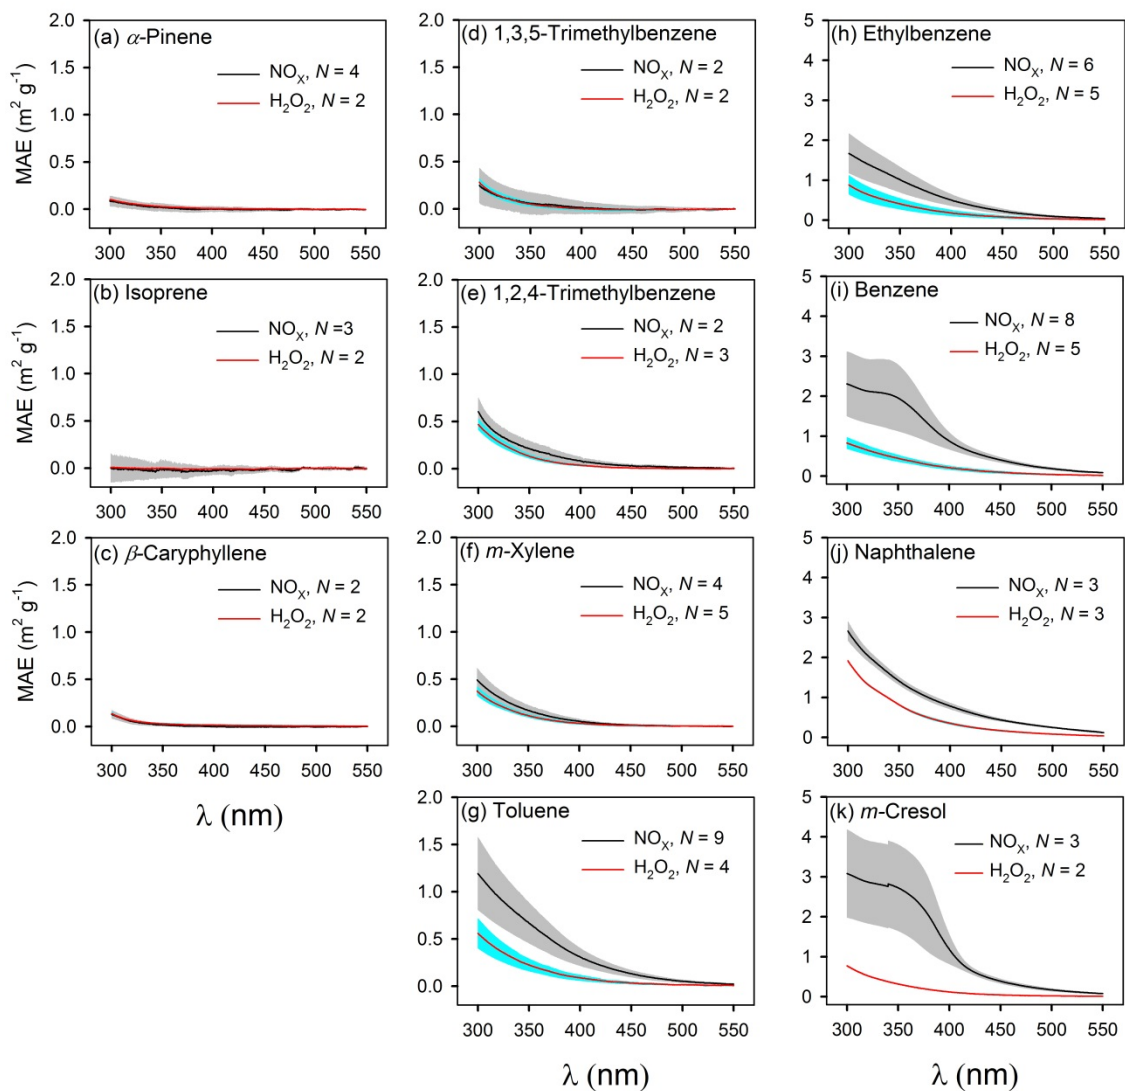 (a) α-Pinene
NOX, N = 4
H2O2, N = 2
MAE (m2 g-1)
2.0
1.5
1.0
0.5
0.0
300 350 400 450 500 550
(b) Isoprene
NOX, N =3
H2O2, N = 2
MAE (m2 g-1)
2.0
1.5
1.0
0.5
0.0
300 350 400 450 500 550
(c) β-Caryphyllene
NOX, N = 2
H2O2, N = 2
MAE (m2 g-1)
2.0
1.5
1.0
0.5
0.0
300 350 400 450 500 550
λ (nm)
(d) 1,3,5-Trimethylbenzene
NOX, N = 2
H2O2, N = 2
2.0
1.5
1.0
0.5
0.0
300 350 400 450 500 550
(e) 1,2,4-Trimethylbenzene
NOX, N = 2
H2O2, N = 3
2.0
1.5
1.0
0.5
0.0
300 350 400 450 500 550
(f) m-Xylene
NOX, N = 4
H2O2, N = 5
2.0
1.5
1.0
0.5
0.0
300 350 400 450 500 550
(g) Toluene
NOX, N = 9
H2O2, N = 4
2.0
1.5
1.0
0.5
0.0
300 350 400 450 500 550
λ (nm)
(h) Ethylbenzene
NOX, N = 6
H2O2, N = 5
5
4
3
2
1
0
300 350 400 450 500 550
(i) Benzene
NOX, N = 8
H2O2, N = 5
5
4
3
2
1
0
300 350 400 450 500 550
(j) Naphthalene
NOX, N = 3
H2O2, N = 3
5
4
3
2
1
0
300 350 400 450 500 550
(k) m-Cresol
NOX, N = 3
H2O2, N = 2
5
4
3
2
1
0
300 350 400 450 500 550
λ (nm)